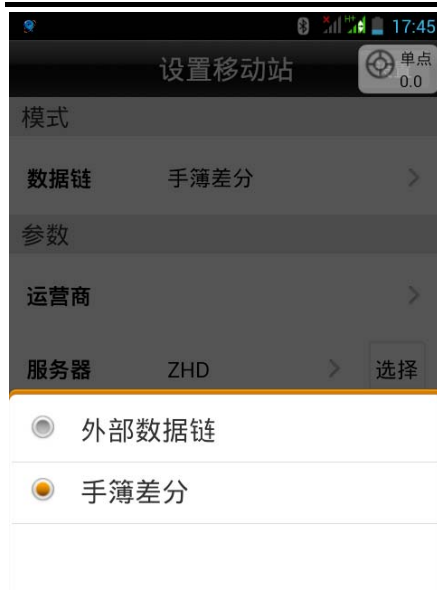 17:45
设置移动站
单点
0.0
模式
数据链 手簿差分
参数
运营商
服务器 ZHD 选择
外部数据链
手簿差分